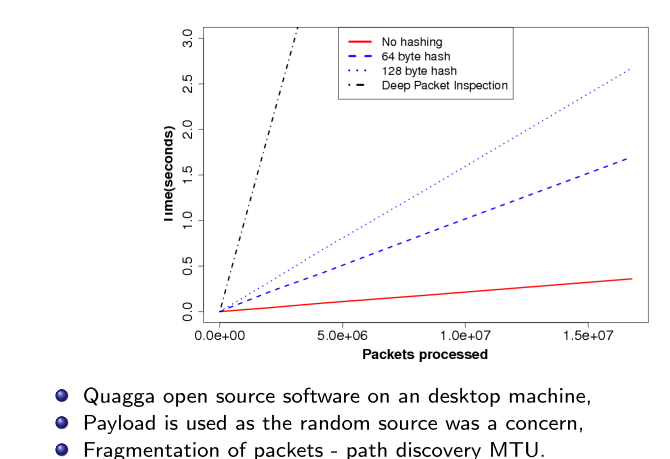 No hashing
64 byte hash
128 byte hash
Deep Packet Inspection
3.0
2.5
2.0
1.5
1.0
0.5
0.0
Time(seconds)
0.0e+00 5.0e+06 1.0e+07 1.5e+07
Packets processed
Quagga open source software on an desktop machine,
Payload is used as the random source was a concern,
Fragmentation of packets - path discovery MTU.